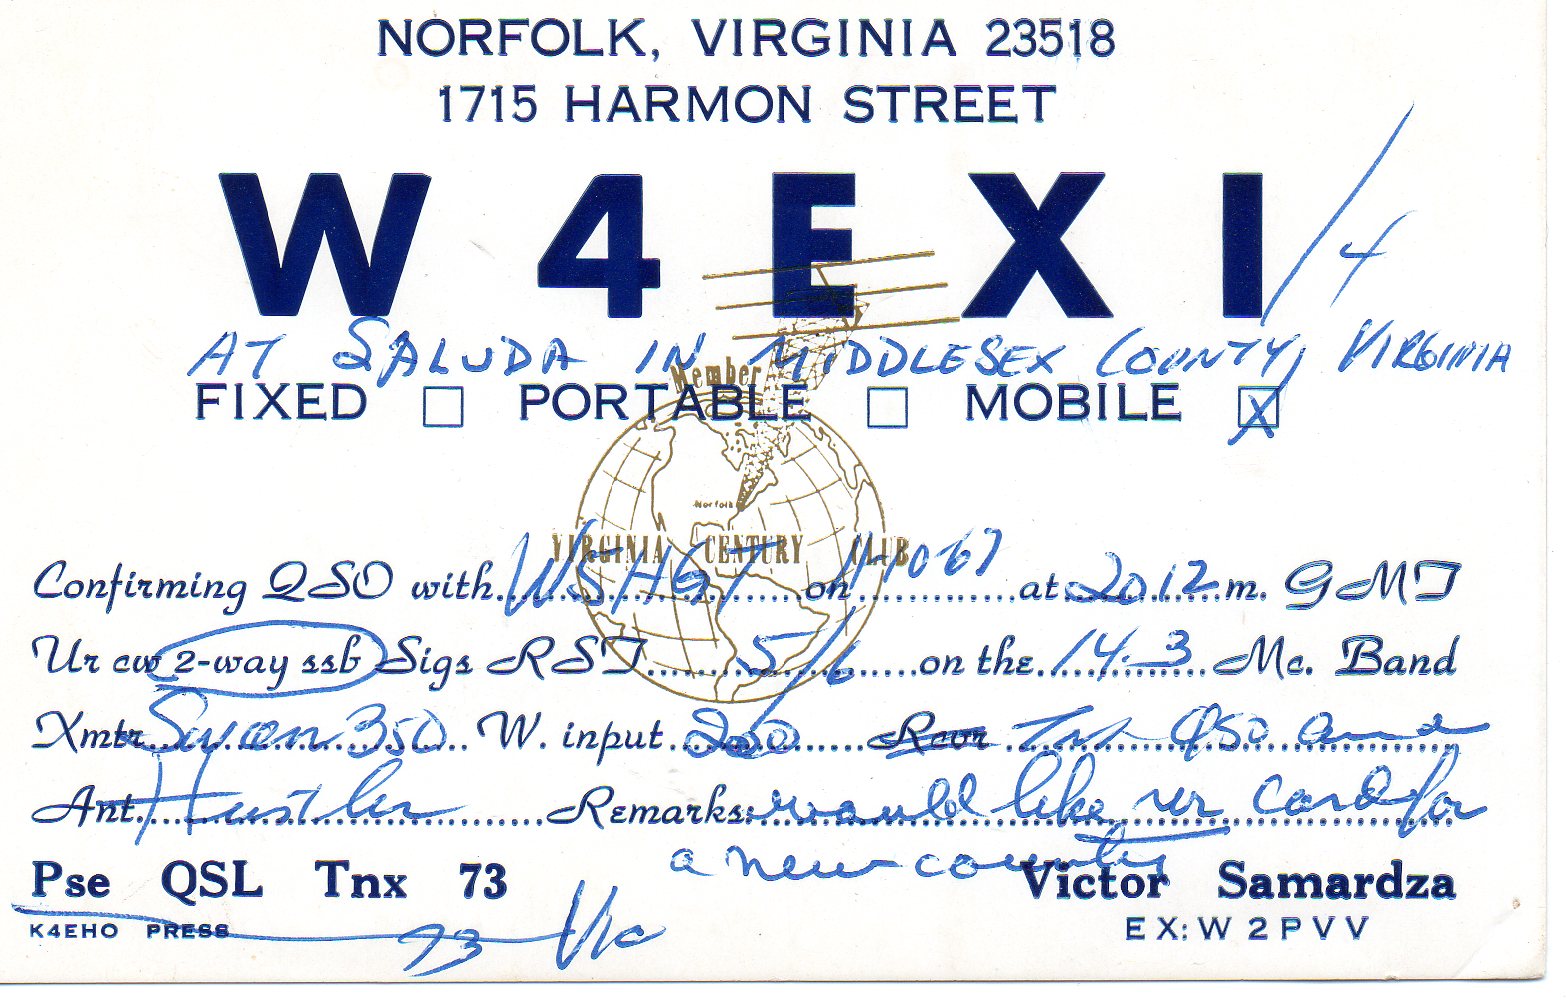 NORFOLK, VIRGINIA 23518
1715 HARMON STREET
W4EXI/4
AT SALUDA IN MIDDLESEX COUNTY, VIRGINIA
Member
FIXED PORTABLE MOBILE X
Norfolk
VIRGINIA CENTURY CLUB
Confirming QSO with W5HGT on 11-10-67 at 2012 m. GMT
Ur cw 2-way ssb Sigs RST 5/6 on the 14.3 Mc. Band
Xmtr Swan 350 W. input 200 Rcvr Tnx QSO and
Ant. Hustler Remarks: would like ur card for
a new county
Pse QSL Tnx 73 Victor Samardza
K4EHO PRESS 73 Vic EX: W2PVV